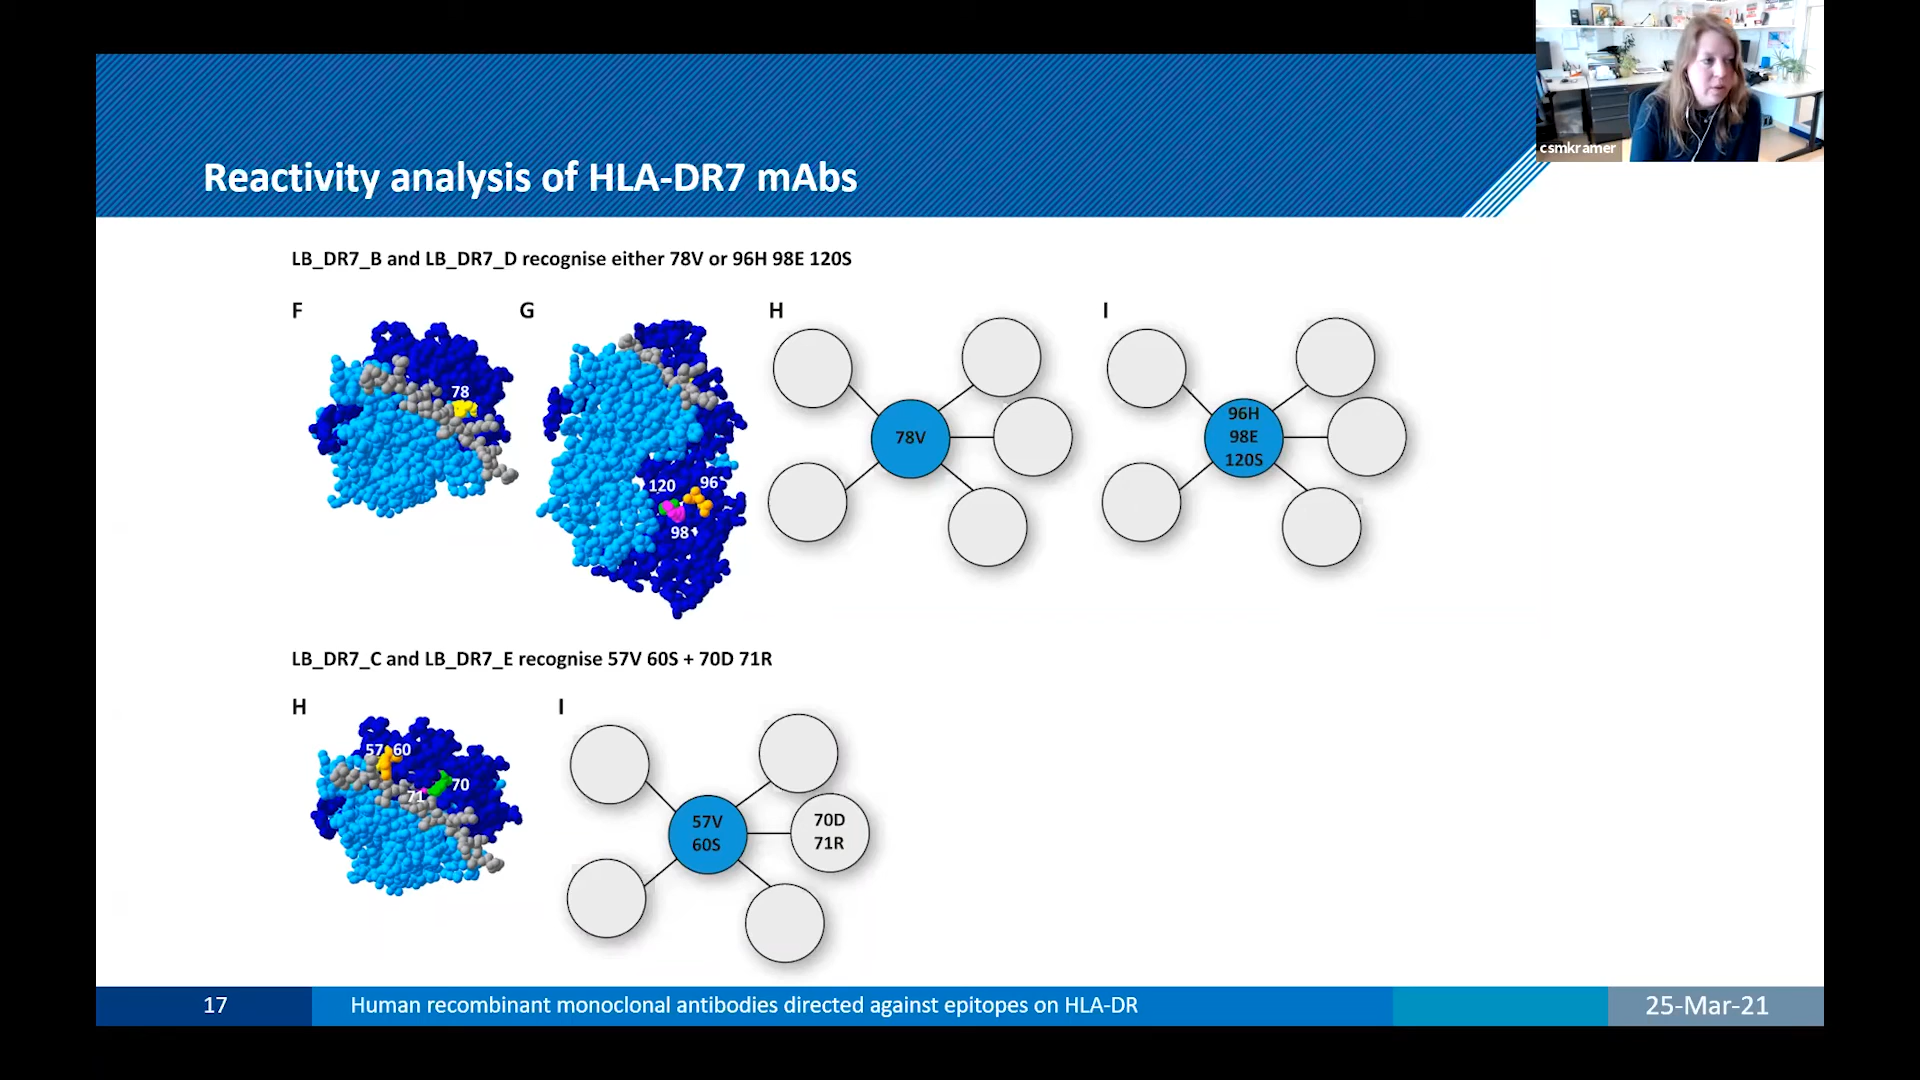 csmkramer
Reactivity analysis of HLA-DR7 mAbs
LB_DR7_B and LB_DR7_D recognise either 78V or 96H 98E 120S
F
G
H
I
78
120
96
98
78V
96H
98E
120S
LB_DR7_C and LB_DR7_E recognise 57V 60S + 70D 71R
H
I
57 60
70
71
57V
60S
70D
71R
17
Human recombinant monoclonal antibodies directed against epitopes on HLA-DR
25-Mar-21